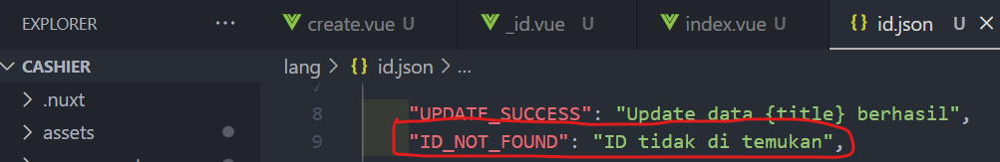 EXPLORER ... create.vue U _id.vue U index.vue U {} id.json U
CASHIER lang > {} id.json > ...
.nuxt
8 "UPDATE_SUCCESS": "Update data {title} berhasil",
assets 9 "ID_NOT_FOUND": "ID tidak di temukan",